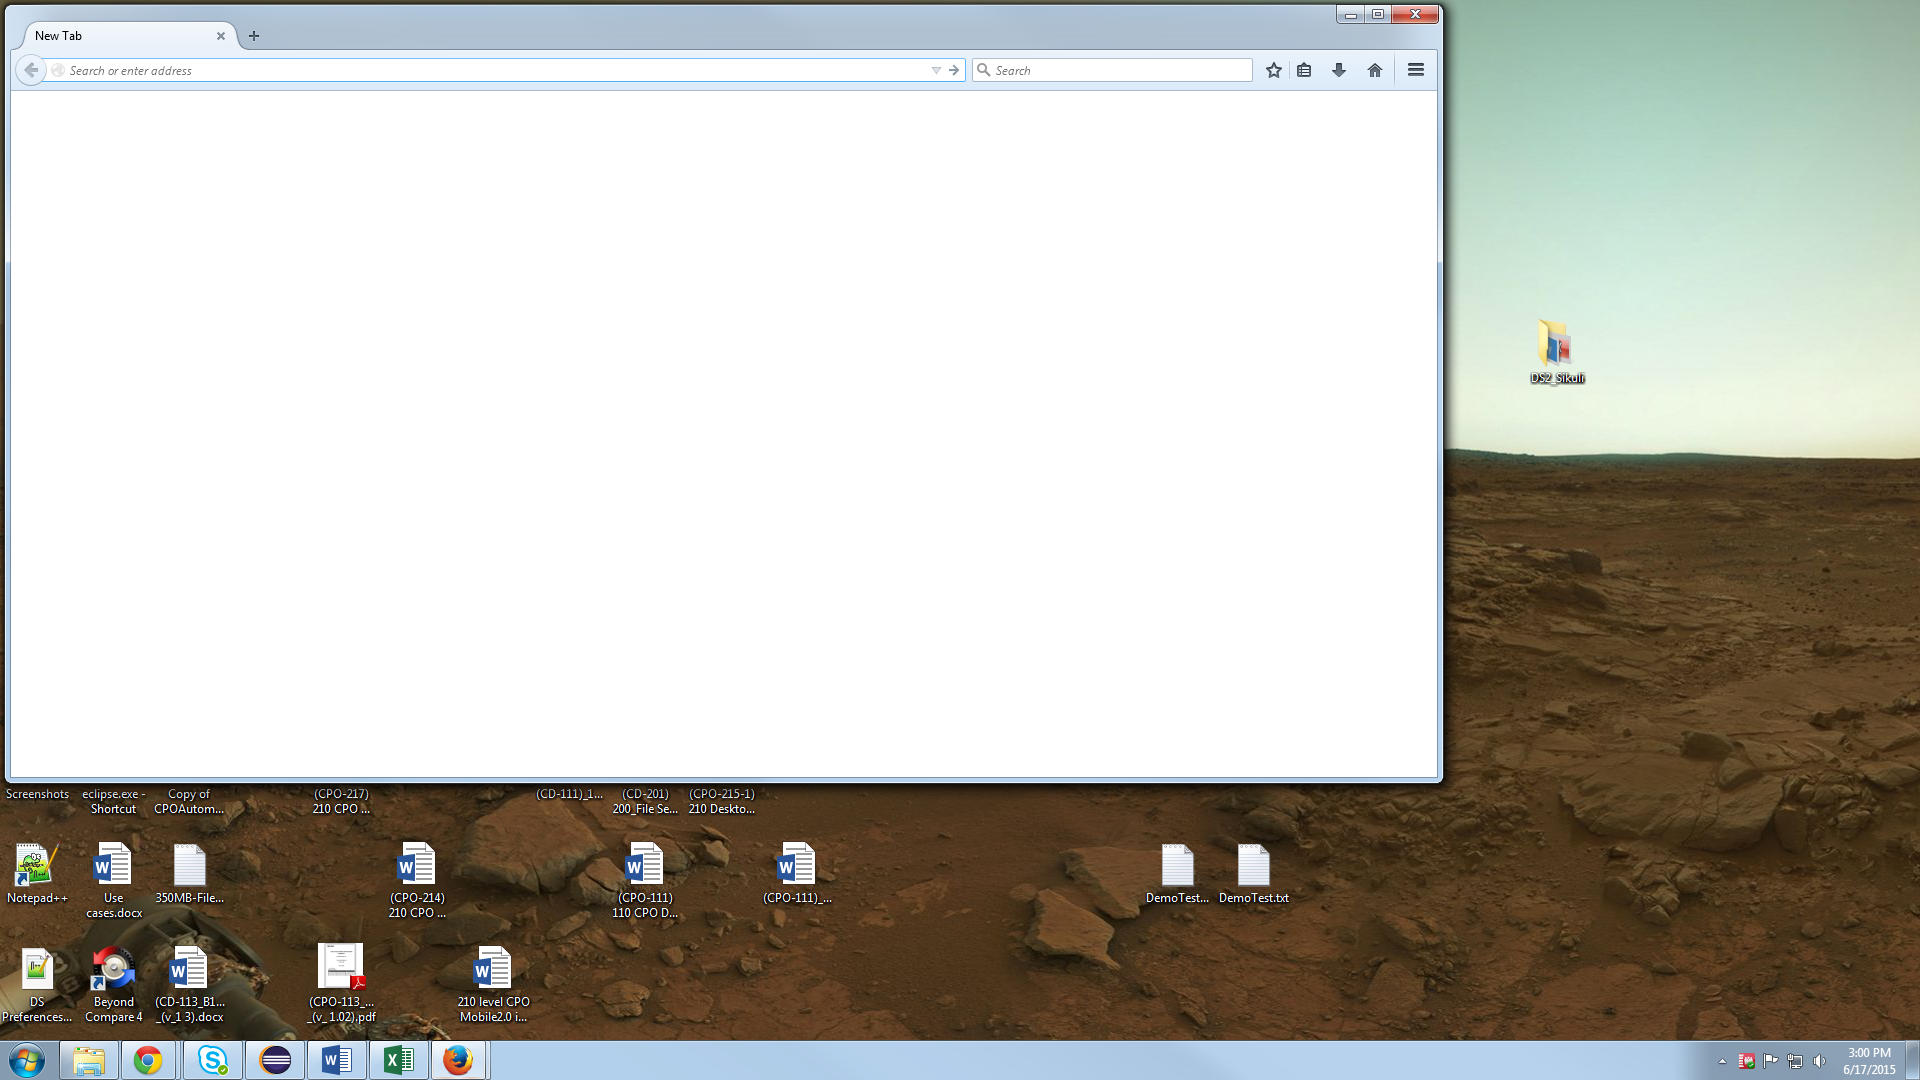 New Tab
Search or enter address
Search
DS2_Sikuli
Screenshots
eclipse.exe - Shortcut
Copy of CPOAutom...
(CPO-217) 210 CPO ...
(CD-111)_1...
(CD-201) 200_File Se...
(CPO-215-1) 210 Deskto...
Notepad++
Use cases.docx
350MB-File...
(CPO-214) 210 CPO ...
(CPO-111) 110 CPO D...
(CPO-111)_...
DemoTest...
DemoTest.txt
DS Preferences...
Beyond Compare 4
(CD-113_B1... _(v_1 3).docx
(CPO-113_... _(v_ 1.02).pdf
210 level CPO Mobile2.0 i...
3:00 PM
6/17/2015